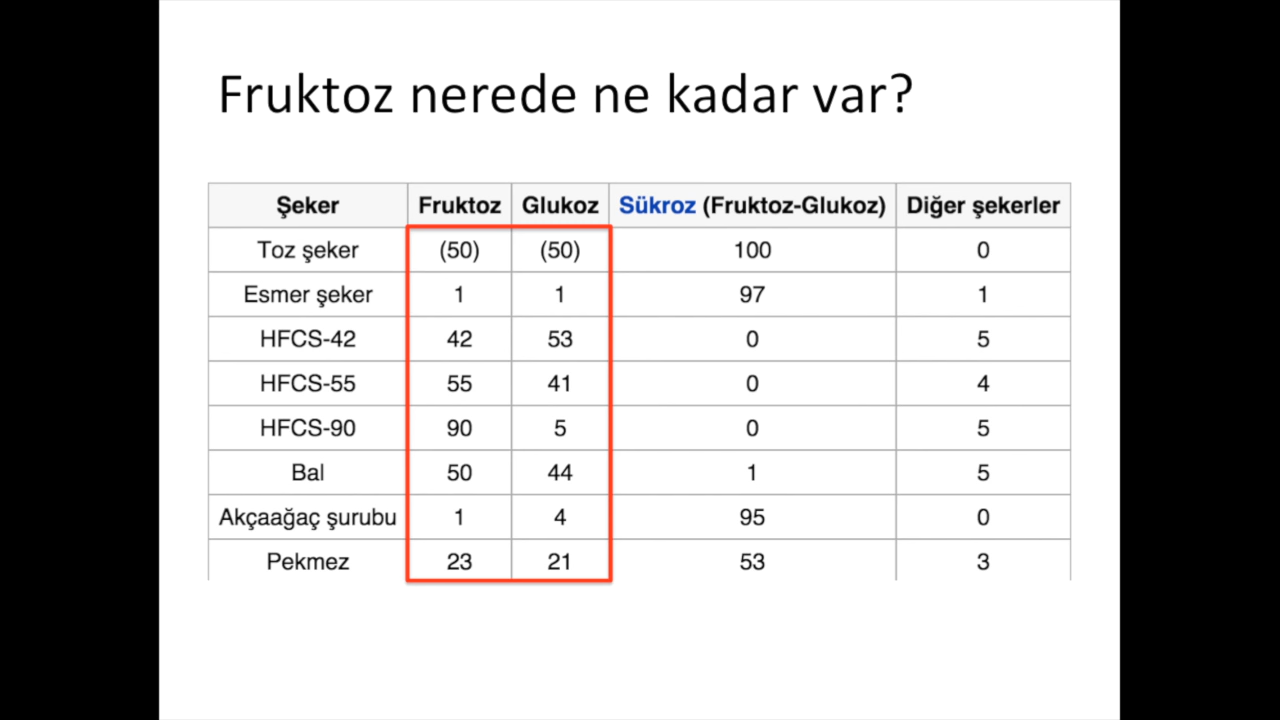 Fruktoz nerede ne kadar var?
Şeker Fruktoz Glukoz Sükroz (Fruktoz-Glukoz) Diğer şekerler
Toz şeker (50) (50) 100 0
Esmer şeker 1 1 97 1
HFCS-42 42 53 0 5
HFCS-55 55 41 0 4
HFCS-90 90 5 0 5
Bal 50 44 1 5
Akçaağaç şurubu 1 4 95 0
Pekmez 23 21 53 3